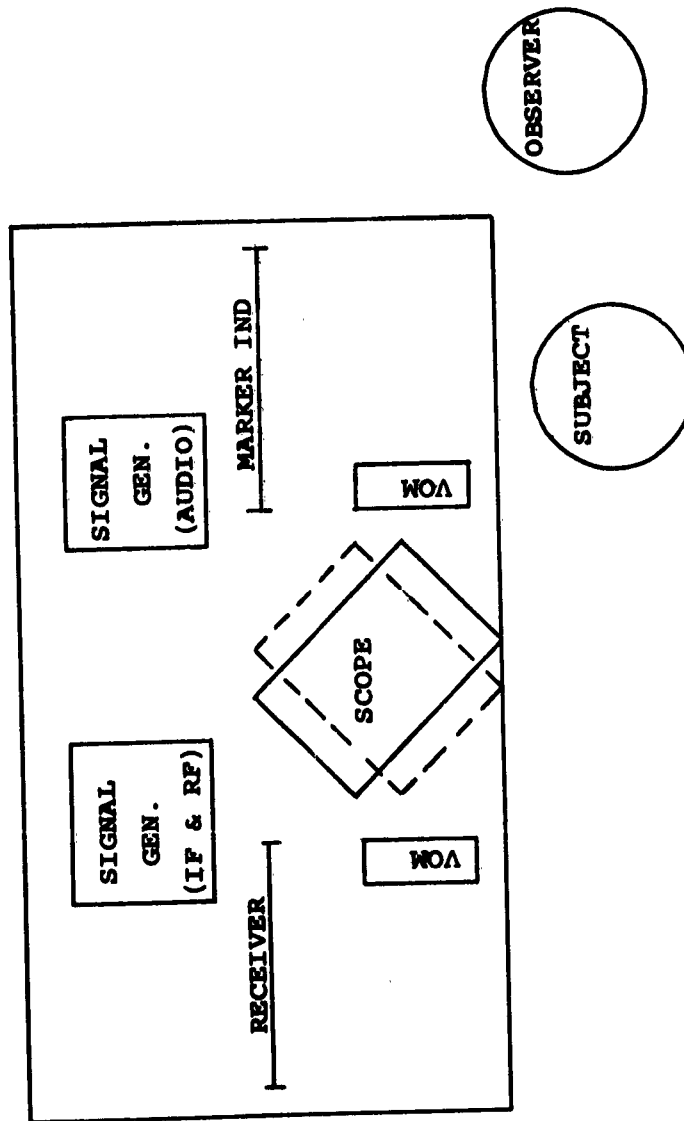 SIGNAL
GEN.
(IF & RF)
SIGNAL
GEN.
(AUDIO)
RECEIVER
MARKER IND
SCOPE
VOM
VOM
SUBJECT
OBSERVER